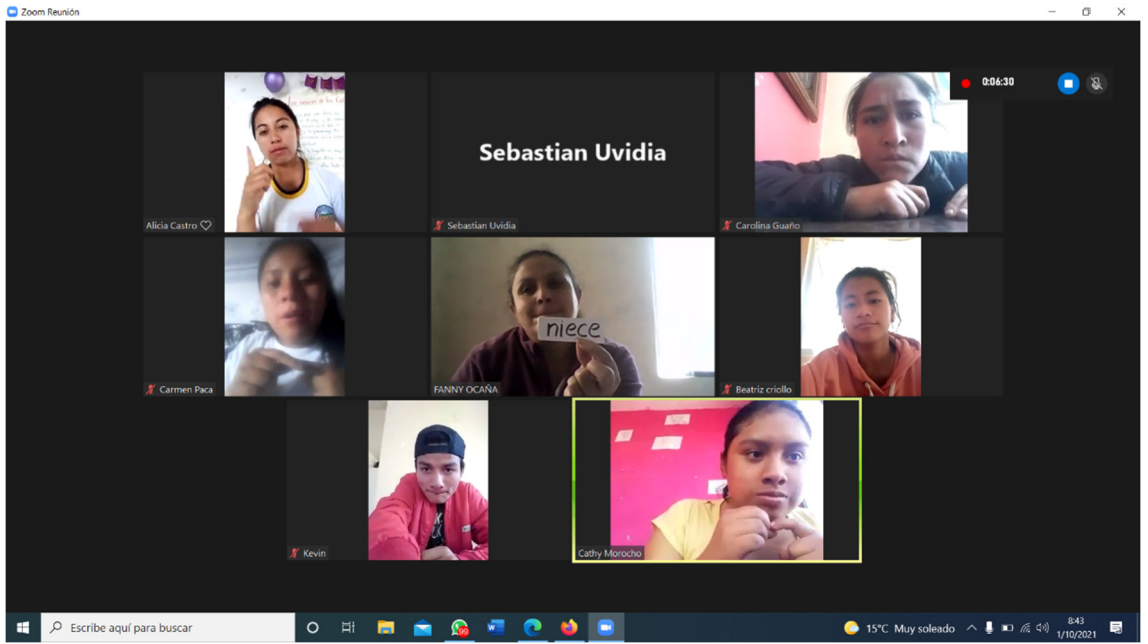 Zoom Reunión
0:06:30
Alicia Castro
Sebastian Uvidia
Sebastian Uvidia
Carolina Guaño
Carmen Paca
niece
FANNY OCAÑA
Beatriz criollo
Kevin
Cathy Morocho
Escribe aquí para buscar
99
15°C Muy soleado
8:43
1/10/2021